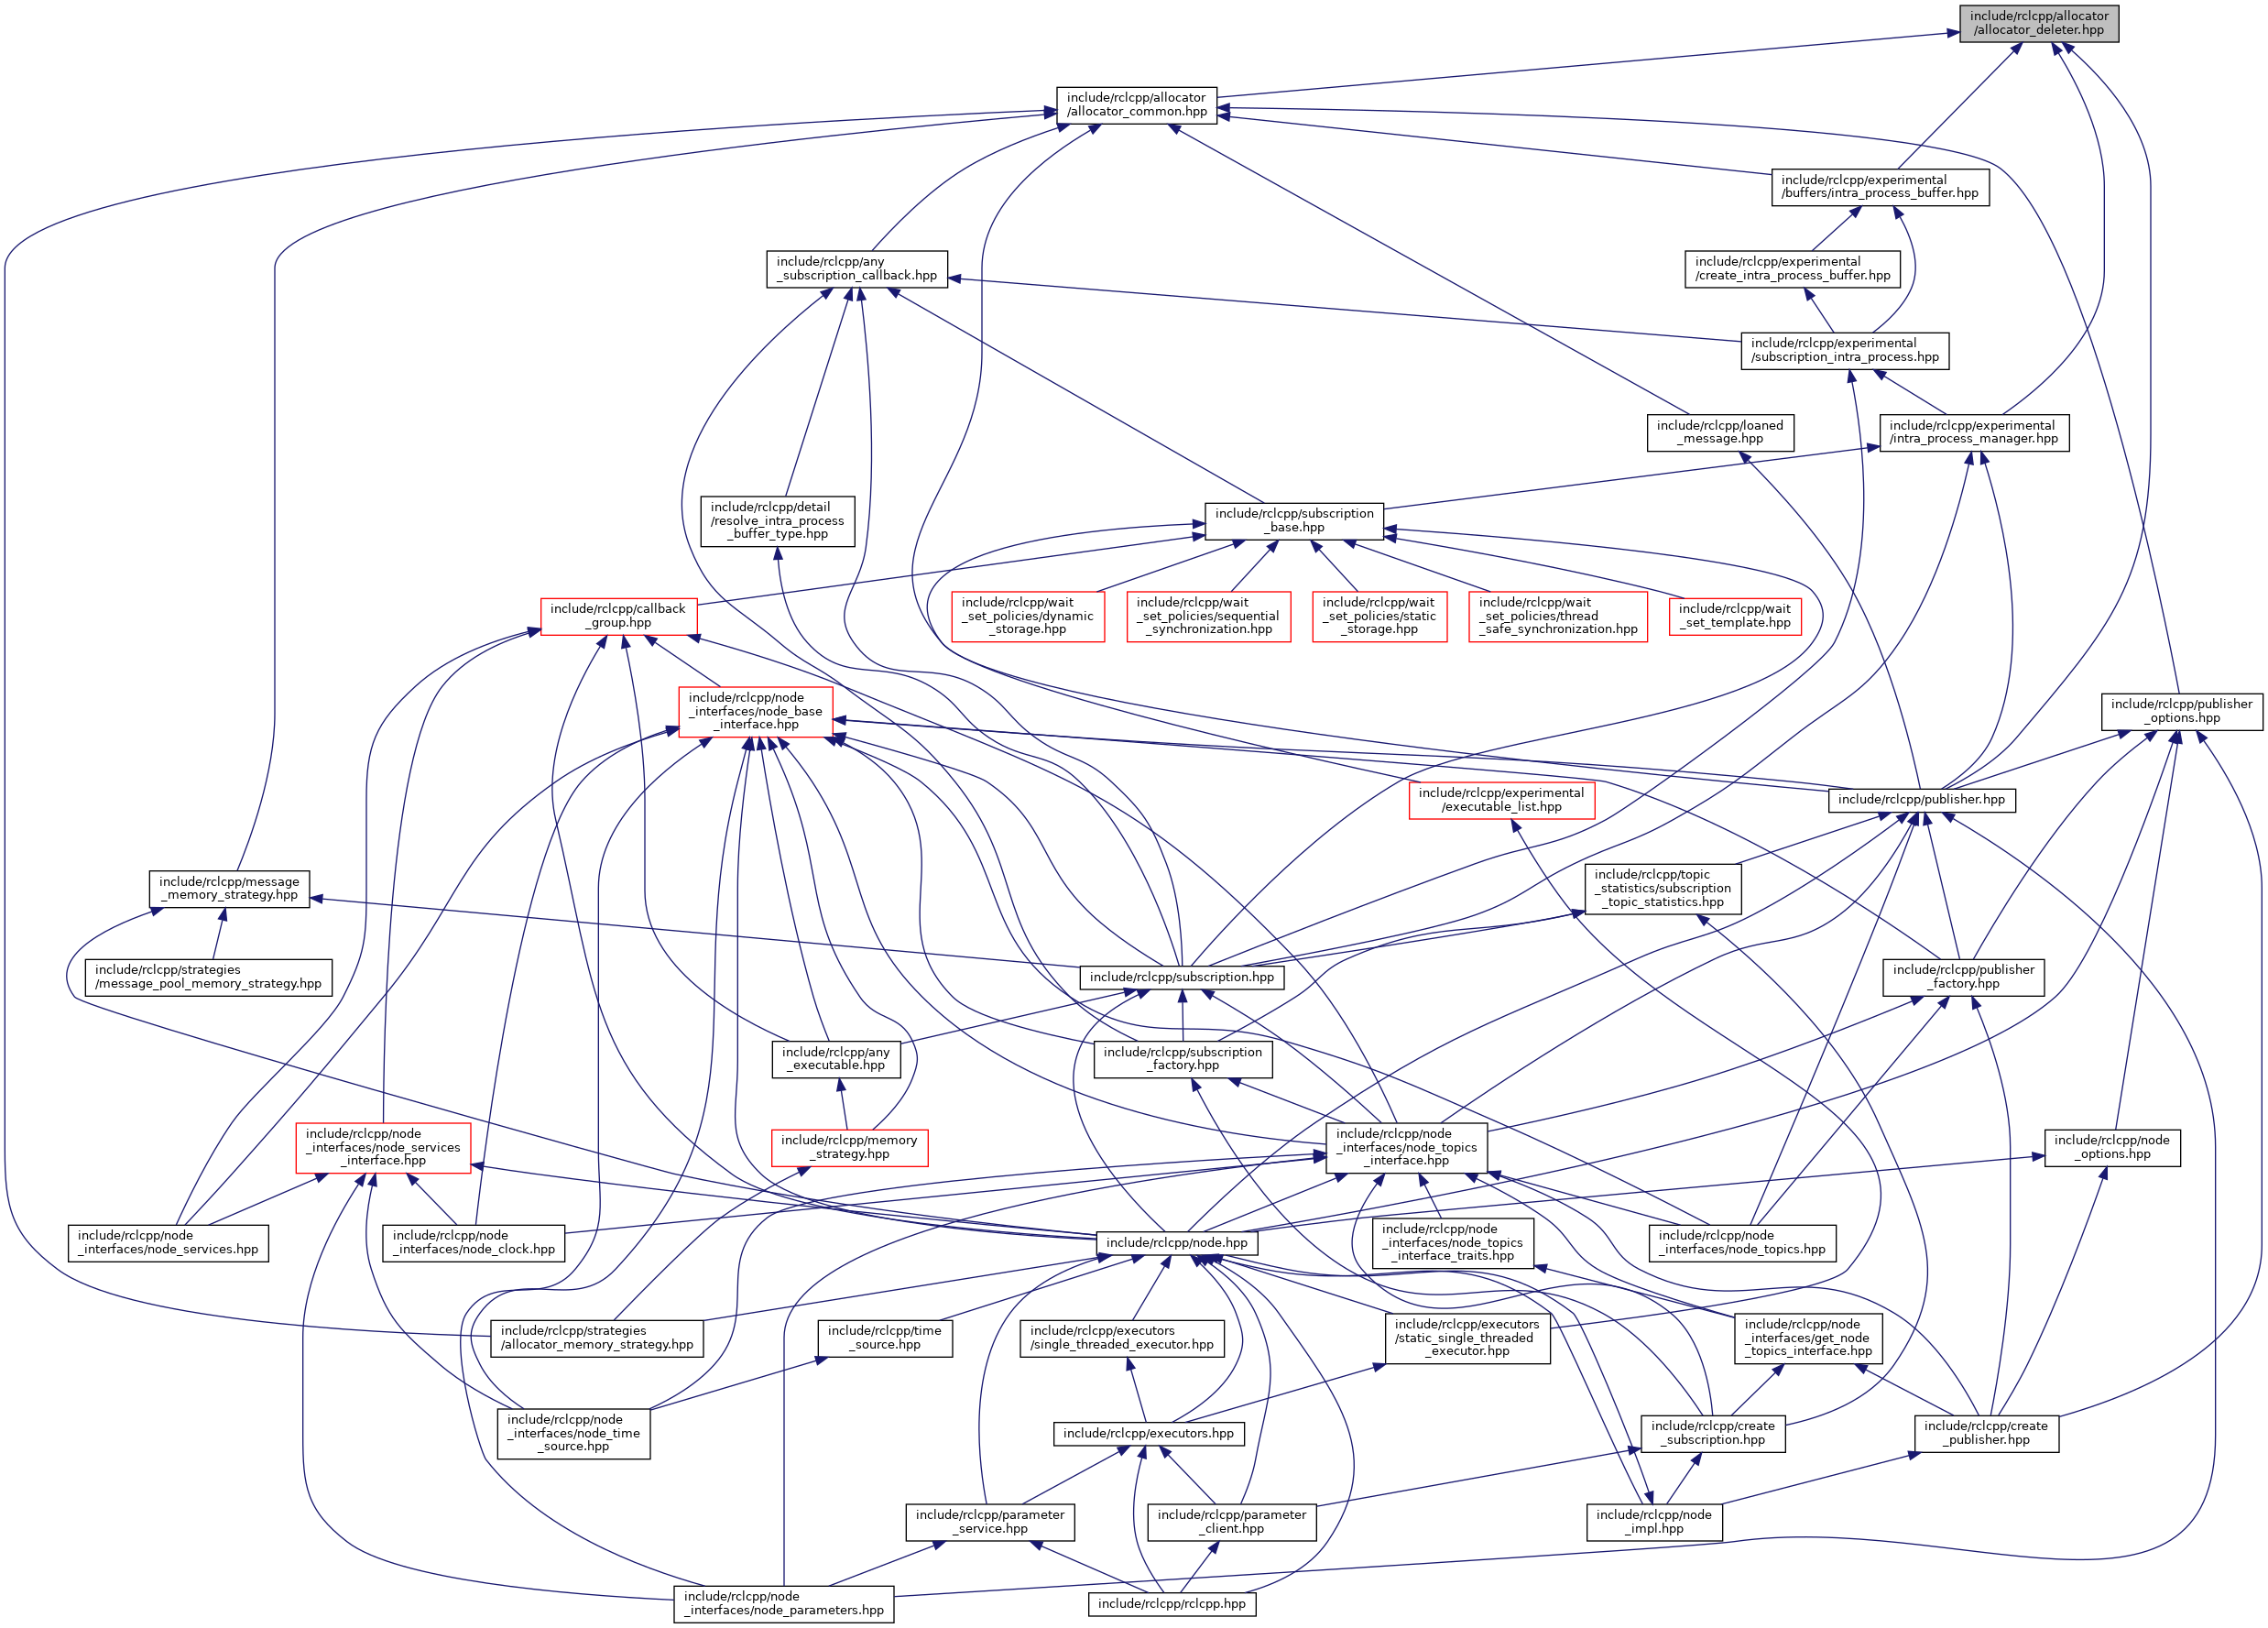 include/rclcpp/allocator
/allocator_deleter.hpp
include/rclcpp/allocator
/allocator_common.hpp
include/rclcpp/experimental
/buffers/intra_process_buffer.hpp
include/rclcpp/any
_subscription_callback.hpp
include/rclcpp/experimental
/create_intra_process_buffer.hpp
include/rclcpp/experimental
/subscription_intra_process.hpp
include/rclcpp/loaned
_message.hpp
include/rclcpp/experimental
/intra_process_manager.hpp
include/rclcpp/detail
/resolve_intra_process
_buffer_type.hpp
include/rclcpp/subscription
_base.hpp
include/rclcpp/callback
_group.hpp
include/rclcpp/wait
_set_policies/dynamic
_storage.hpp
include/rclcpp/wait
_set_policies/sequential
_synchronization.hpp
include/rclcpp/wait
_set_policies/static
_storage.hpp
include/rclcpp/wait
_set_policies/thread
_safe_synchronization.hpp
include/rclcpp/wait
_set_template.hpp
include/rclcpp/node
_interfaces/node_base
_interface.hpp
include/rclcpp/publisher
_options.hpp
include/rclcpp/experimental
/executable_list.hpp
include/rclcpp/publisher.hpp
include/rclcpp/message
_memory_strategy.hpp
include/rclcpp/topic
_statistics/subscription
_topic_statistics.hpp
include/rclcpp/strategies
/message_pool_memory_strategy.hpp
include/rclcpp/subscription.hpp
include/rclcpp/publisher
_factory.hpp
include/rclcpp/any
_executable.hpp
include/rclcpp/subscription
_factory.hpp
include/rclcpp/node
_interfaces/node_services
_interface.hpp
include/rclcpp/memory
_strategy.hpp
include/rclcpp/node
_interfaces/node_topics
_interface.hpp
include/rclcpp/node
_options.hpp
include/rclcpp/node
_interfaces/node_services.hpp
include/rclcpp/node
_interfaces/node_clock.hpp
include/rclcpp/node.hpp
include/rclcpp/node
_interfaces/node_topics
_interface_traits.hpp
include/rclcpp/node
_interfaces/node_topics.hpp
include/rclcpp/strategies
/allocator_memory_strategy.hpp
include/rclcpp/time
_source.hpp
include/rclcpp/executors
/single_threaded_executor.hpp
include/rclcpp/executors
/static_single_threaded
_executor.hpp
include/rclcpp/node
_interfaces/get_node
_topics_interface.hpp
include/rclcpp/node
_interfaces/node_time
_source.hpp
include/rclcpp/executors.hpp
include/rclcpp/create
_subscription.hpp
include/rclcpp/create
_publisher.hpp
include/rclcpp/parameter
_service.hpp
include/rclcpp/parameter
_client.hpp
include/rclcpp/node
_impl.hpp
include/rclcpp/node
_interfaces/node_parameters.hpp
include/rclcpp/rclcpp.hpp